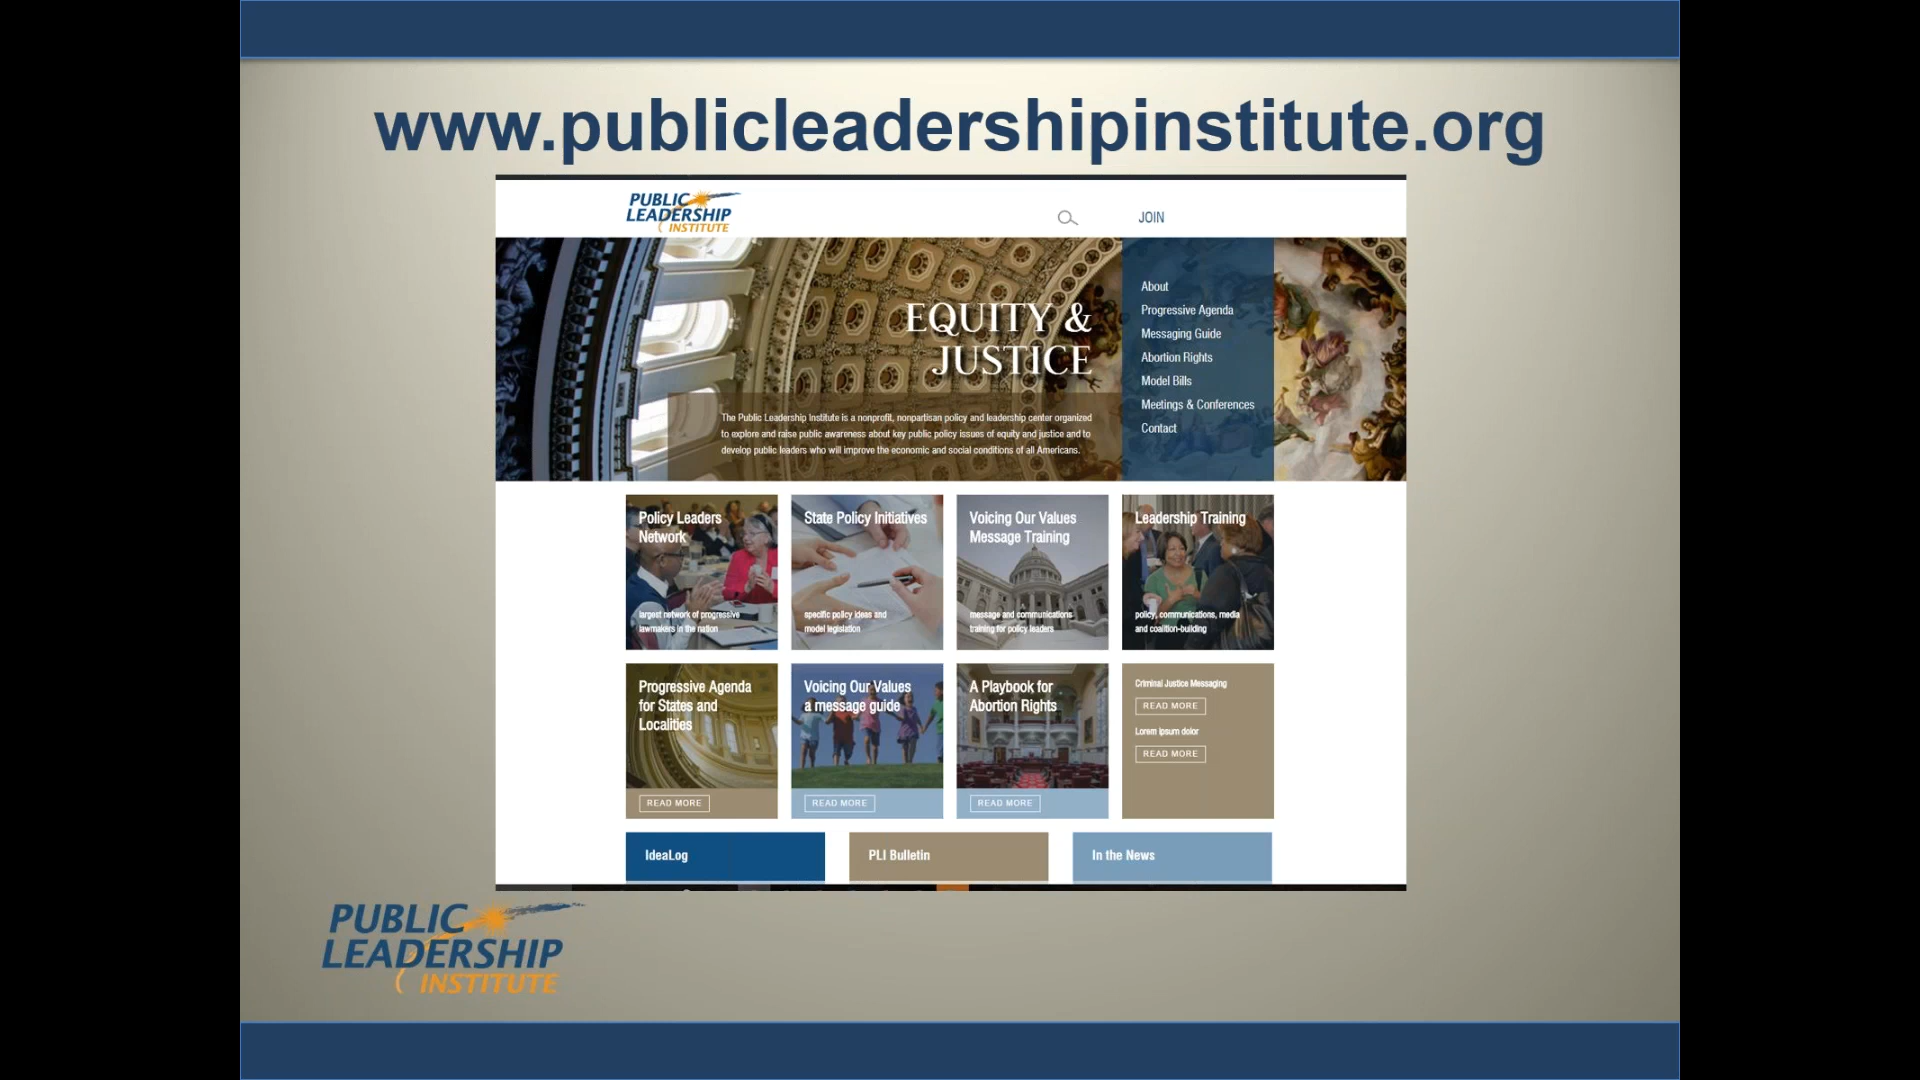 www.publicleadershipinstitute.org
PUBLIC
LEADERSHIP
INSTITUTE
JOIN
EQUITY &
JUSTICE
The Public Leadership Institute is a nonprofit, nonpartisan policy and leadership center organized
to explore and raise public awareness about key public policy issues of equity and justice and to
develop public leaders who will improve the economic and social conditions of all Americans.
About
Progressive Agenda
Messaging Guide
Abortion Rights
Model Bills
Meetings & Conferences
Contact
Policy Leaders
Network
largest network of progressive
lawmakers in the nation
State Policy Initiatives
specific policy ideas and
model legislation
Voicing Our Values
Message Training
message and communications
training for policy leaders
Leadership Training
policy, communications, media
and coalition-building
Progressive Agenda
for States and
Localities
READ MORE
Voicing Our Values
a message guide
READ MORE
A Playbook for
Abortion Rights
READ MORE
Criminal Justice Messaging
READ MORE
Lorem ipsum dolor
READ MORE
IdeaLog
PLI Bulletin
In the News
PUBLIC
LEADERSHIP
INSTITUTE